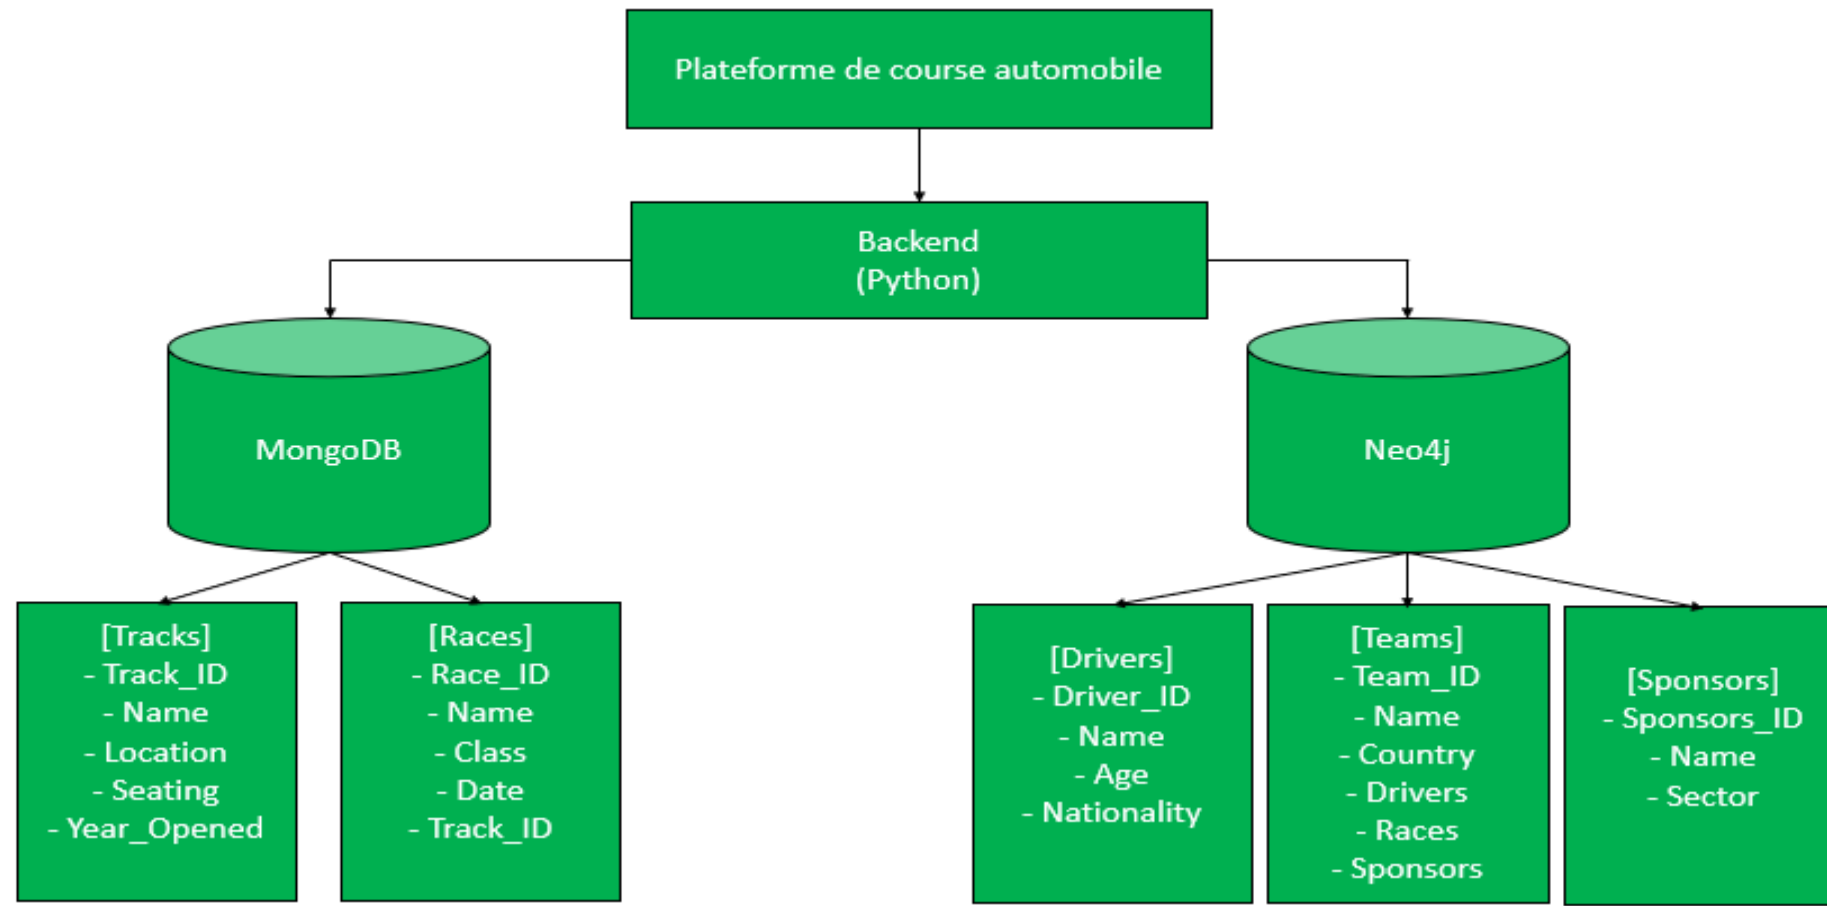 Plateforme de course automobile
Backend
(Python)
MongoDB
Neo4j
[Tracks]
- Track_ID
- Name
- Location
- Seating
- Year_Opened
[Races]
- Race_ID
- Name
- Class
- Date
- Track_ID
[Drivers]
- Driver_ID
- Name
- Age
- Nationality
[Teams]
- Team_ID
- Name
- Country
- Drivers
- Races
- Sponsors
[Sponsors]
- Sponsors_ID
- Name
- Sector